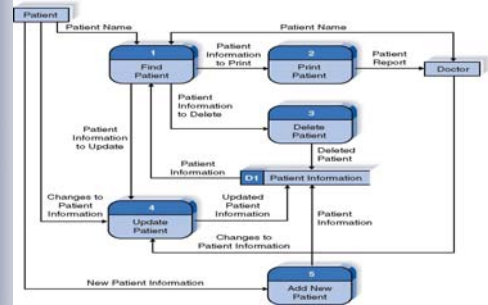 Patient
Patient Name
Patient Name
1
Find
Patient
Patient
Information
to Print
2
Print
Patient
Patient
Report
Doctor
Patient
Information
to Delete
3
Delete
Patient
Patient
Information
to Update
Deleted
Patient
Patient
Information
D1 Patient Information
Changes to
Patient
Information
4
Update
Patient
Updated
Patient
Information
Patient
Information
Changes to
Patient Information
New Patient Information
5
Add New
Patient